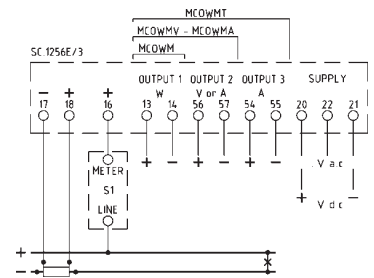 MCOWMT
MCOWMV - MCOWMA
MCOWM
SC.1256E/3
OUTPUT 1 OUTPUT 2 OUTPUT 3 SUPPLY
W V or A A
- + +
17 18 16 13 14 56 57 54 55 20 22 21
+ - + - + -
METER
S1
LINE
V a.c
+ -
V d.c
+
-